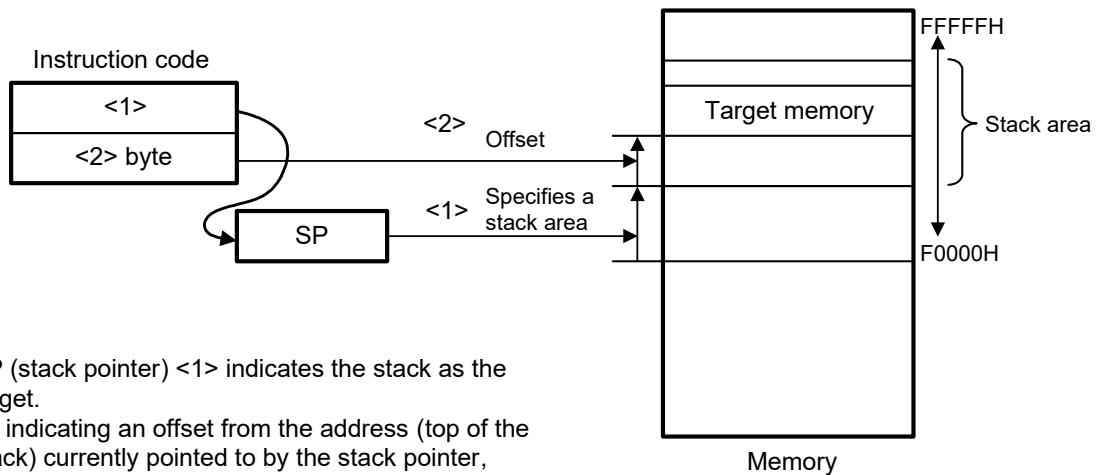 Instruction code
<1>
<2> byte
<2>
Offset
<1>
Specifies a
stack area
SP
Target memory
FFFFFH
Stack area
F0000H
Memory
(stack pointer) <1> indicates the stack as the
indicating an offset from the address (top of the
currently pointed to by the stack pointer,